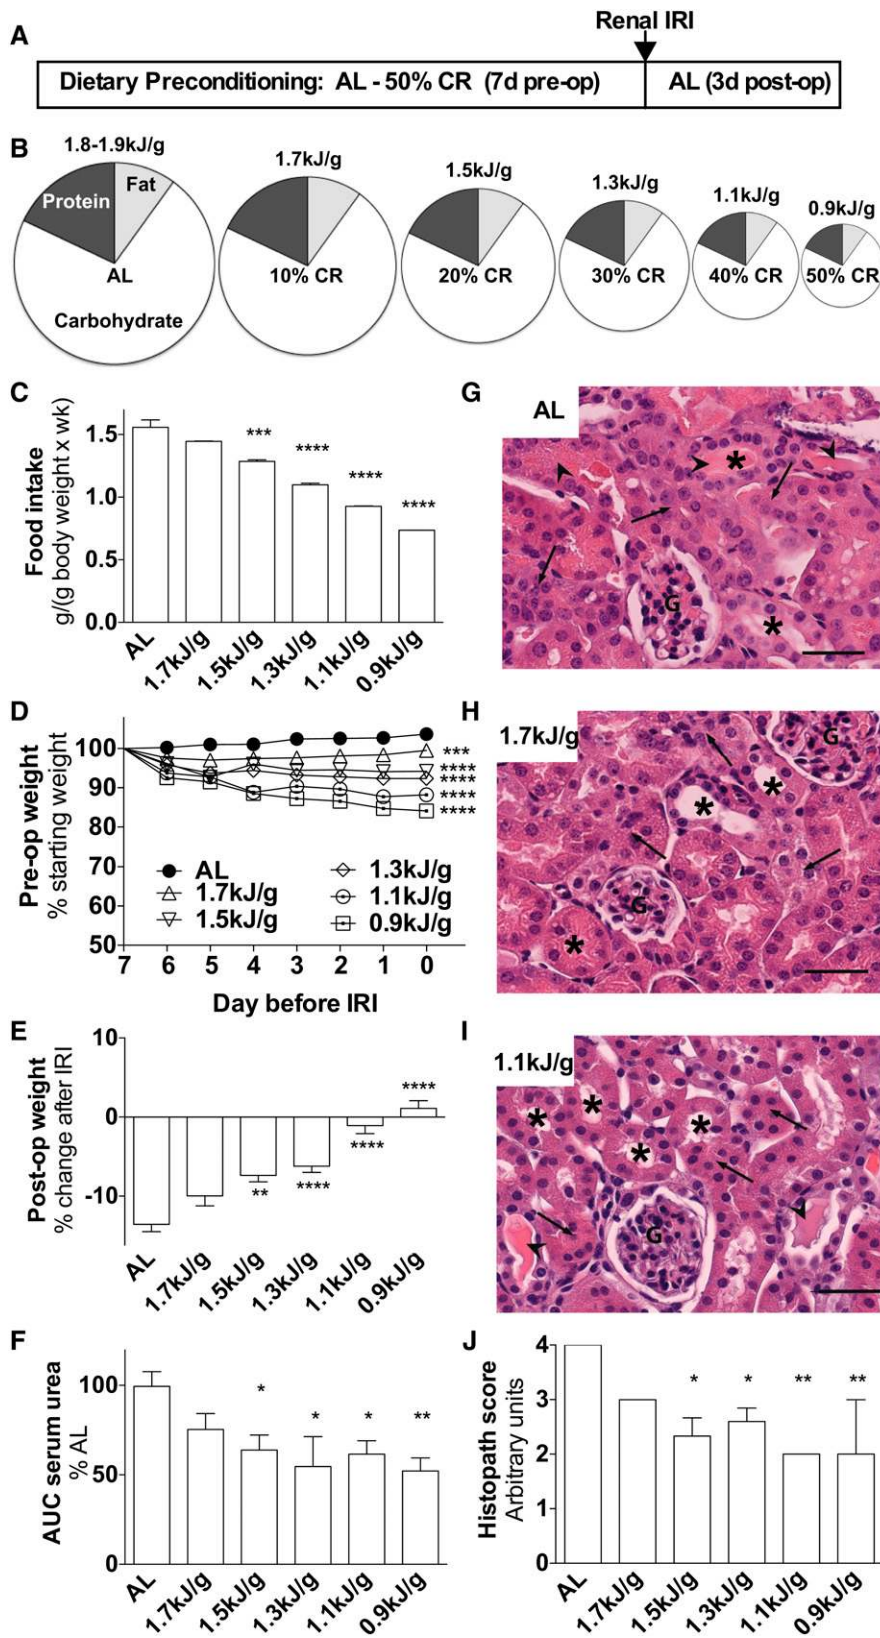 A
Renal IRI
Dietary Preconditioning: AL - 50% CR (7d pre-op)
AL (3d post-op)
B
1.8-1.9kJ/g
1.7kJ/g
1.5kJ/g
1.3kJ/g
1.1kJ/g
0.9kJ/g
Protein
Fat
AL
Carbohydrate
10% CR
20% CR
30% CR
40% CR
50% CR
C
Food intake
g/(g body weight x wk)
1.5
1.0
0.5
0.0
***
****
****
****
AL
1.7kJ/g
1.5kJ/g
1.3kJ/g
1.1kJ/g
0.9kJ/g
D
Pre-op weight
% starting weight
100
90
80
70
60
50
***
****
****
****
****
AL
1.7kJ/g
1.5kJ/g
1.3kJ/g
1.1kJ/g
0.9kJ/g
7 6 5 4 3 2 1 0
Day before IRI
E
Post-op weight
% change after IRI
10
0
-10
**
****
****
****
AL
1.7kJ/g
1.5kJ/g
1.3kJ/g
1.1kJ/g
0.9kJ/g
F
AUC serum urea
% AL
100
50
0
*
*
*
**
AL
1.7kJ/g
1.5kJ/g
1.3kJ/g
1.1kJ/g
0.9kJ/g
G
AL
*
G
*
H
1.7kJ/g
G
*
*
G
*
I
1.1kJ/g
*
*
*
*
G
J
Histopath score
Arbitrary units
4
3
2
1
0
*
*
**
**
AL
1.7kJ/g
1.5kJ/g
1.3kJ/g
1.1kJ/g
0.9kJ/g